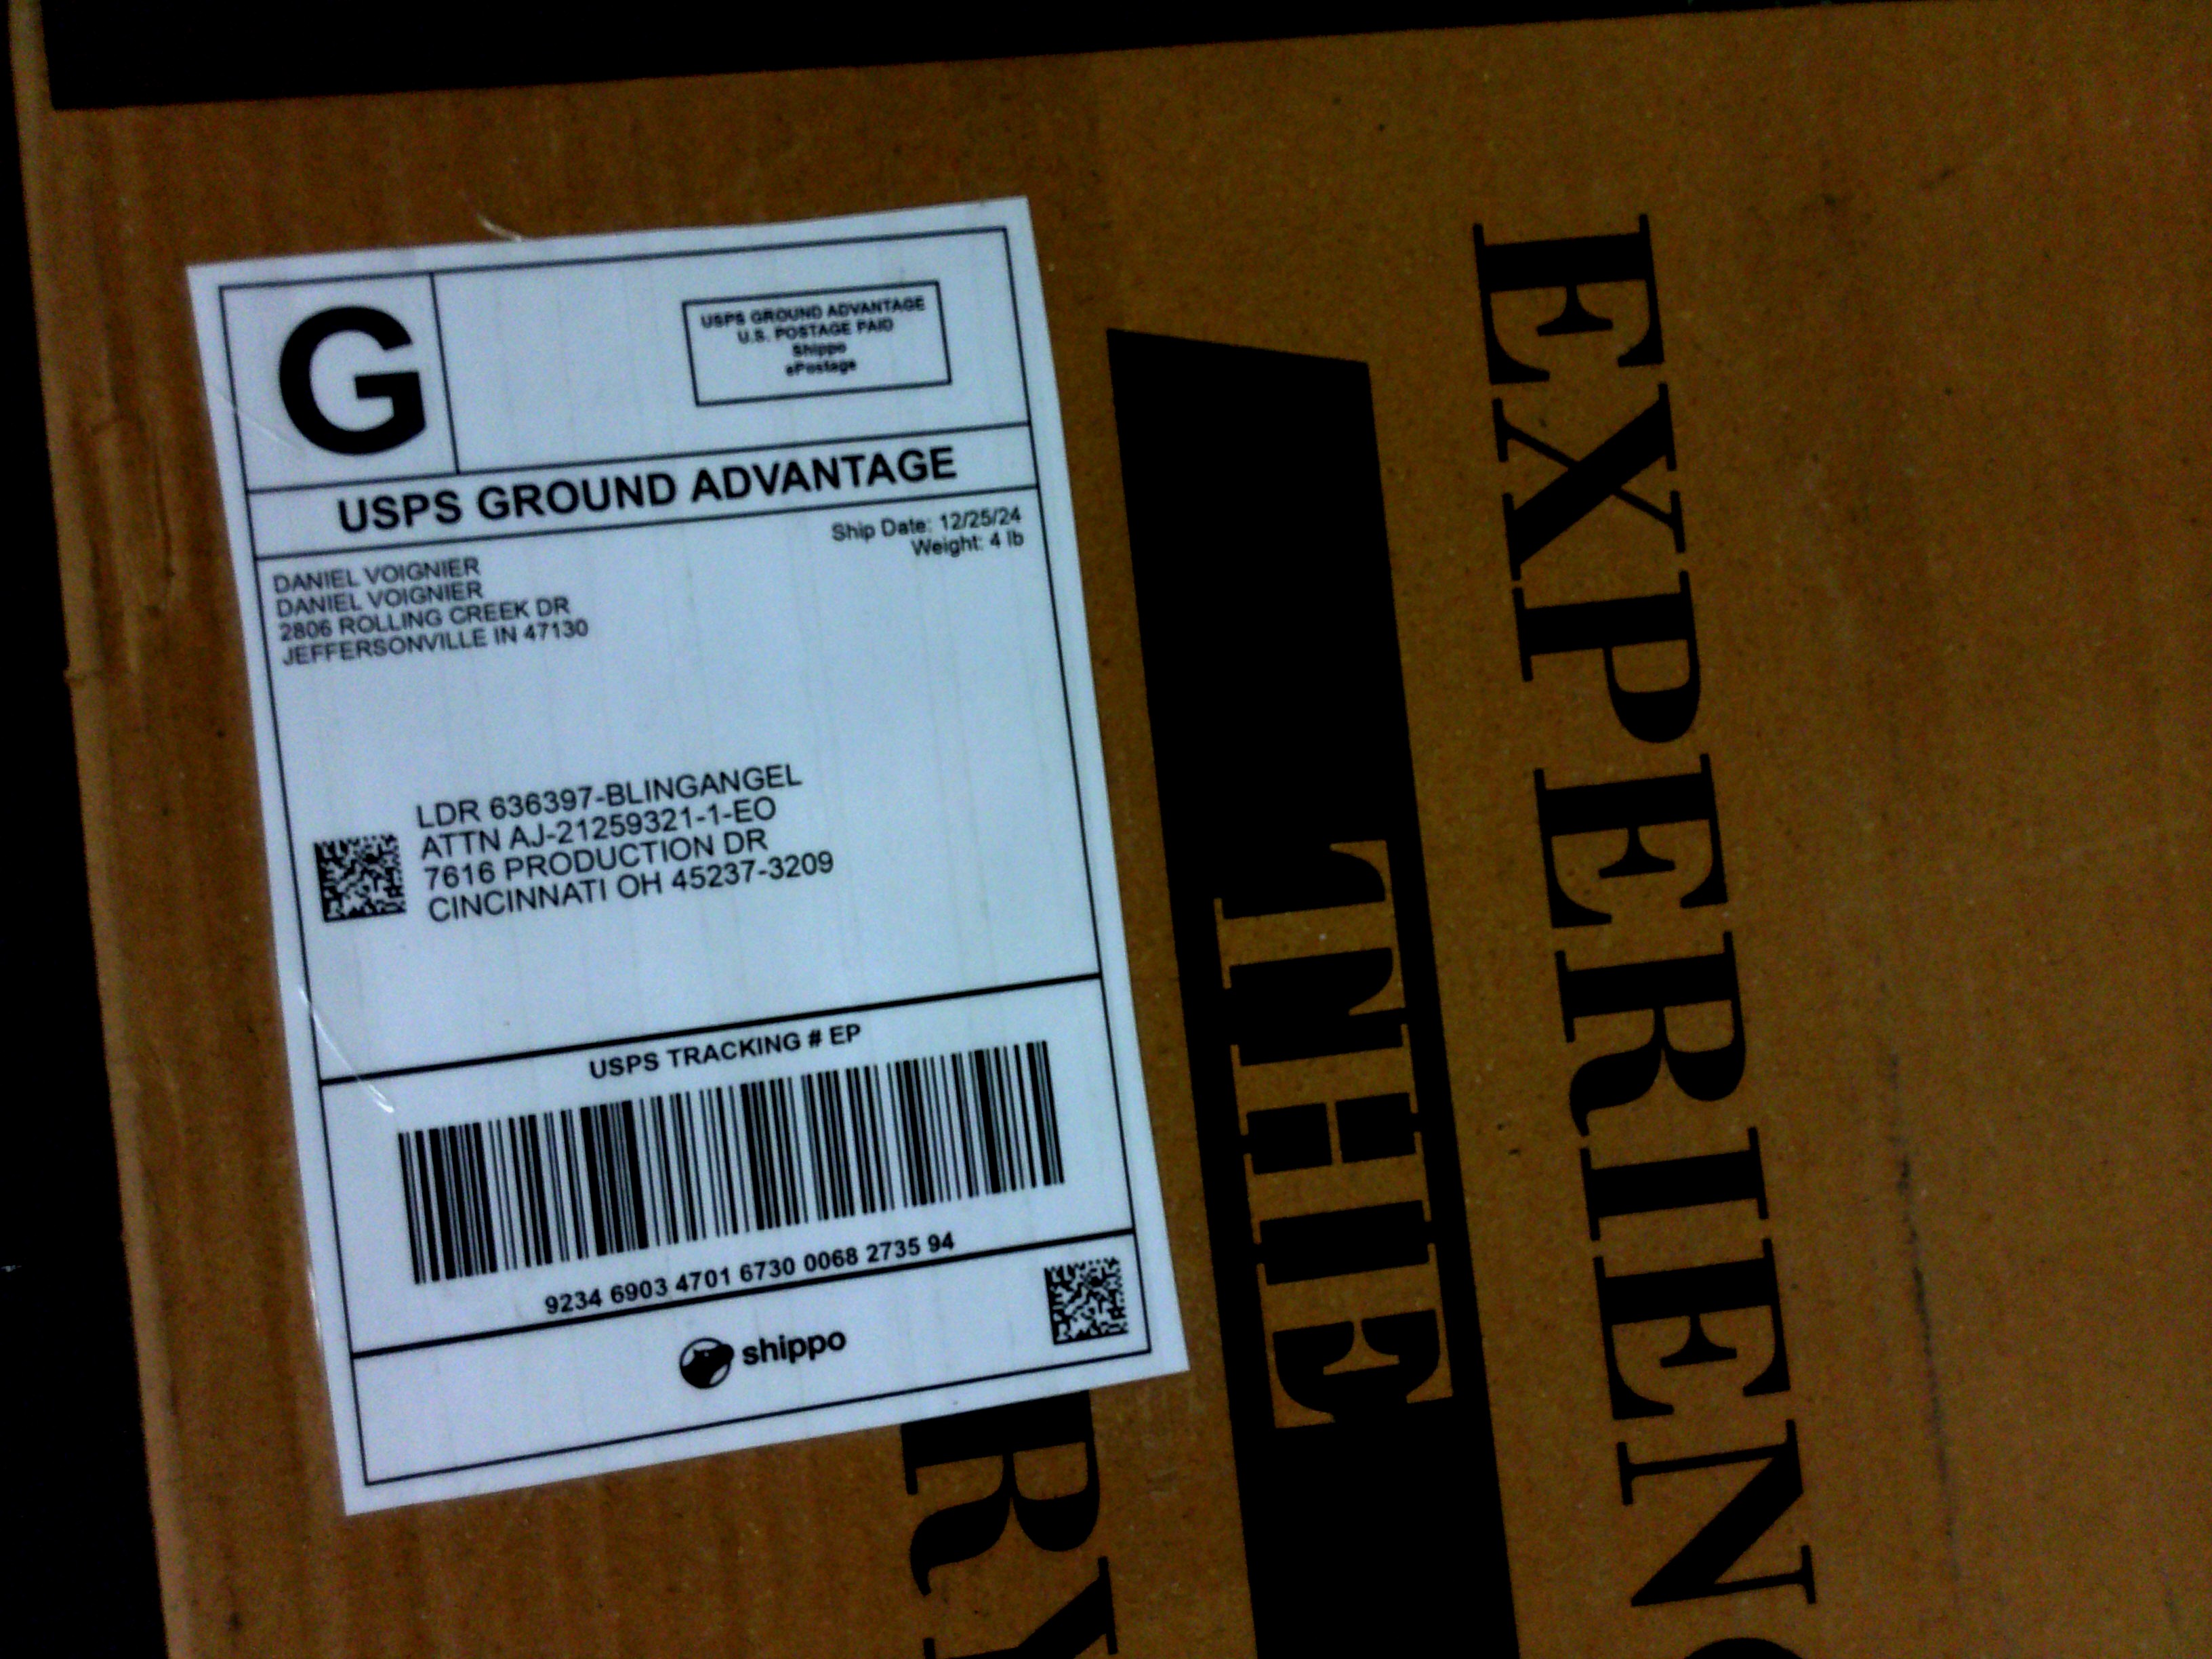 G
USPS GROUND ADVANTAGE
U.S. POSTAGE PAID
Shippo
ePostage
USPS GROUND ADVANTAGE
Ship Date: 12/25/24
Weight: 4 lb
DANIEL VOIGNIER
DANIEL VOIGNIER
2806 ROLLING CREEK DR
JEFFERSONVILLE IN 47130
LDR 636397-BLINGANGEL
ATTN AJ-21259321-1-EO
7616 PRODUCTION DR
CINCINNATI OH 45237-3209
USPS TRACKING # EP
9234 6903 4701 6730 0068 2735 94
shippo
EXPERIEN
THE
RY